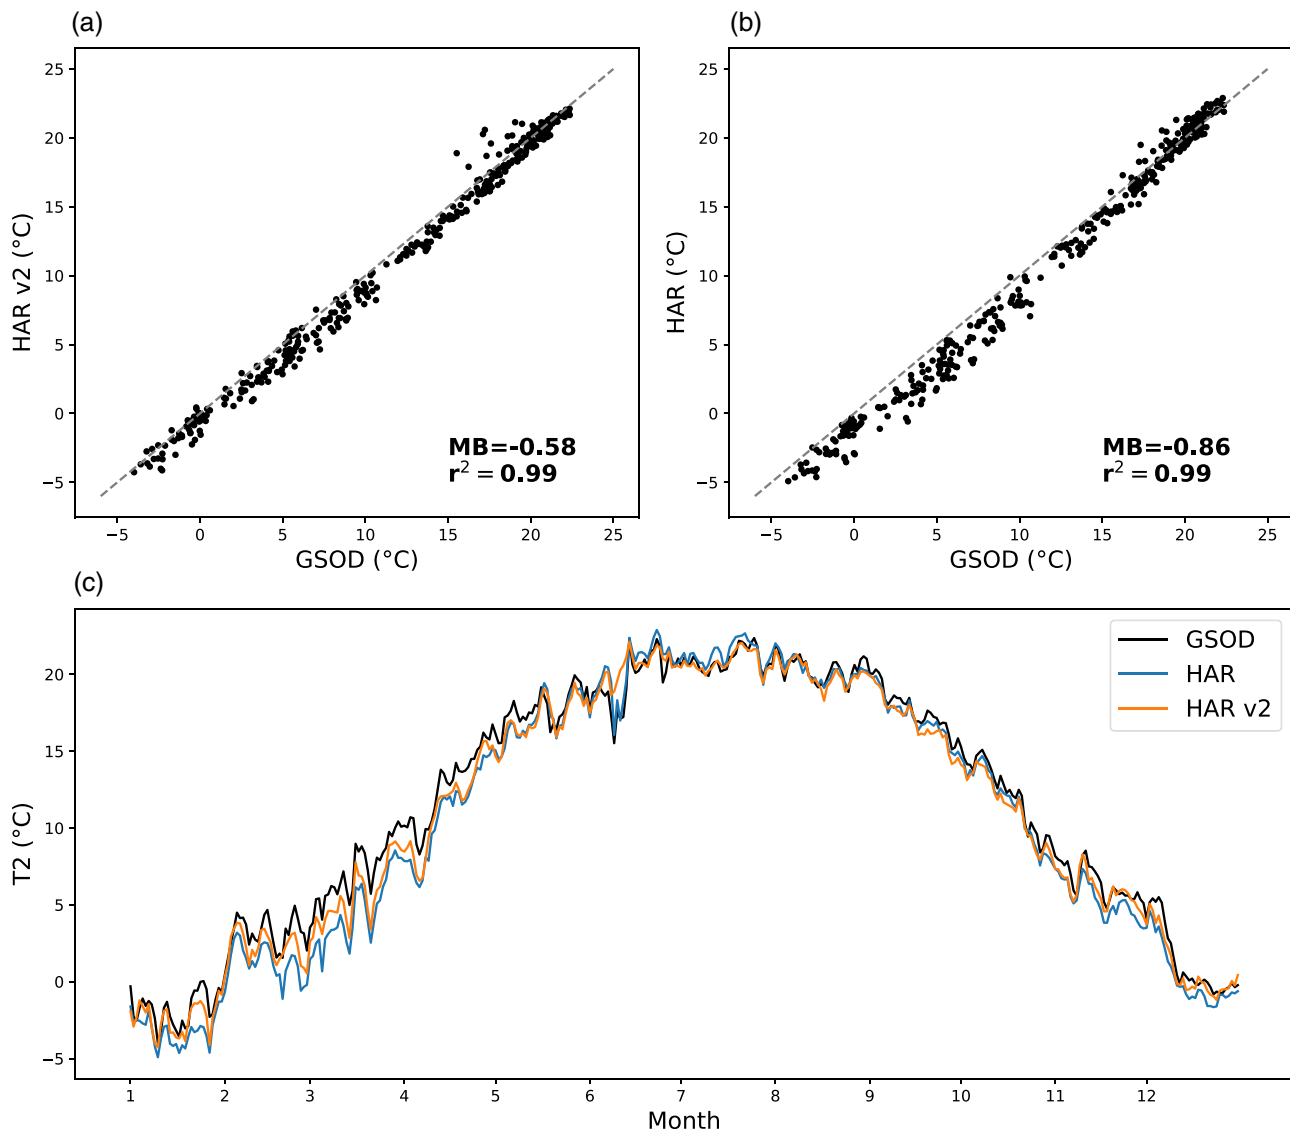 (a)
25
20
15
10
5
0
−5
HAR v2 (°C)
MB=-0.58
r² = 0.99
−5 0 5 10 15 20 25
GSOD (°C)
(b)
25
20
15
10
5
0
−5
HAR (°C)
MB=-0.86
r² = 0.99
−5 0 5 10 15 20 25
GSOD (°C)
(c)
20
15
10
5
0
−5
T2 (°C)
GSOD
HAR
HAR v2
1 2 3 4 5 6 7 8 9 10 11 12
Month